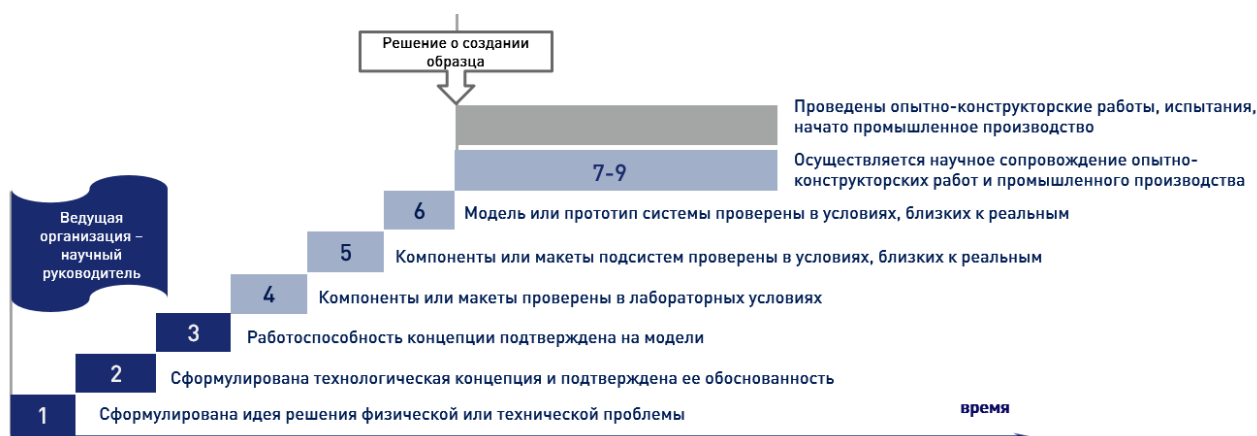 Решение о создании
образца
Проведены опытно-конструкторские работы, испытания,
начато промышленное производство
7-9
Осуществляется научное сопровождение опытно-
конструкторских работ и промышленного производства
Ведущая
организация –
научный
руководитель
6
Модель или прототип системы проверены в условиях, близких к реальным
5
Компоненты или макеты подсистем проверены в условиях, близких к реальным
4
Компоненты или макеты проверены в лабораторных условиях
3
Работоспособность концепции подтверждена на модели
2
Сформулирована технологическая концепция и подтверждена ее обоснованность
1
Сформулирована идея решения физической или технической проблемы
время